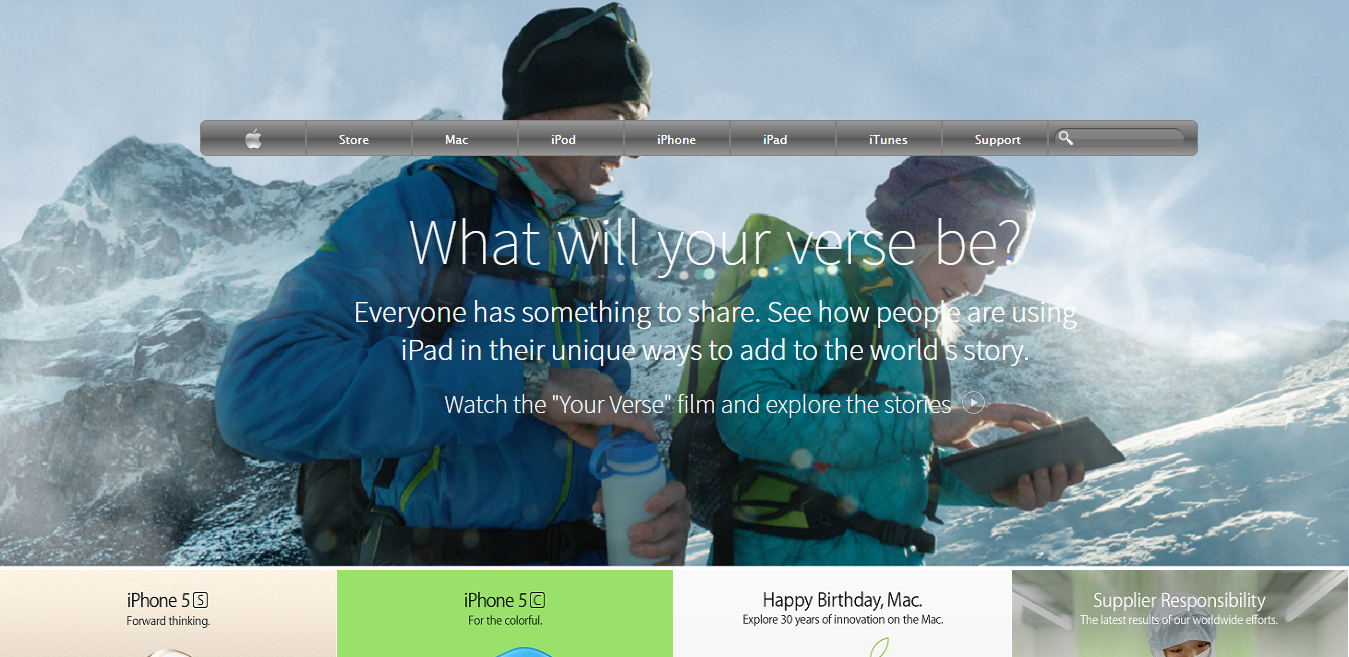 Store
Mac
iPod
iPhone
iPad
iTunes
Support
What will your verse be?
Everyone has something to share. See how people are using
iPad in their unique ways to add to the world's story.
Watch the "Your Verse" film and explore the stories
iPhone 5S
Forward thinking.
iPhone 5C
For the colorful.
Happy Birthday, Mac.
Explore 30 years of innovation on the Mac.
Supplier Responsibility
The latest results of our worldwide efforts.